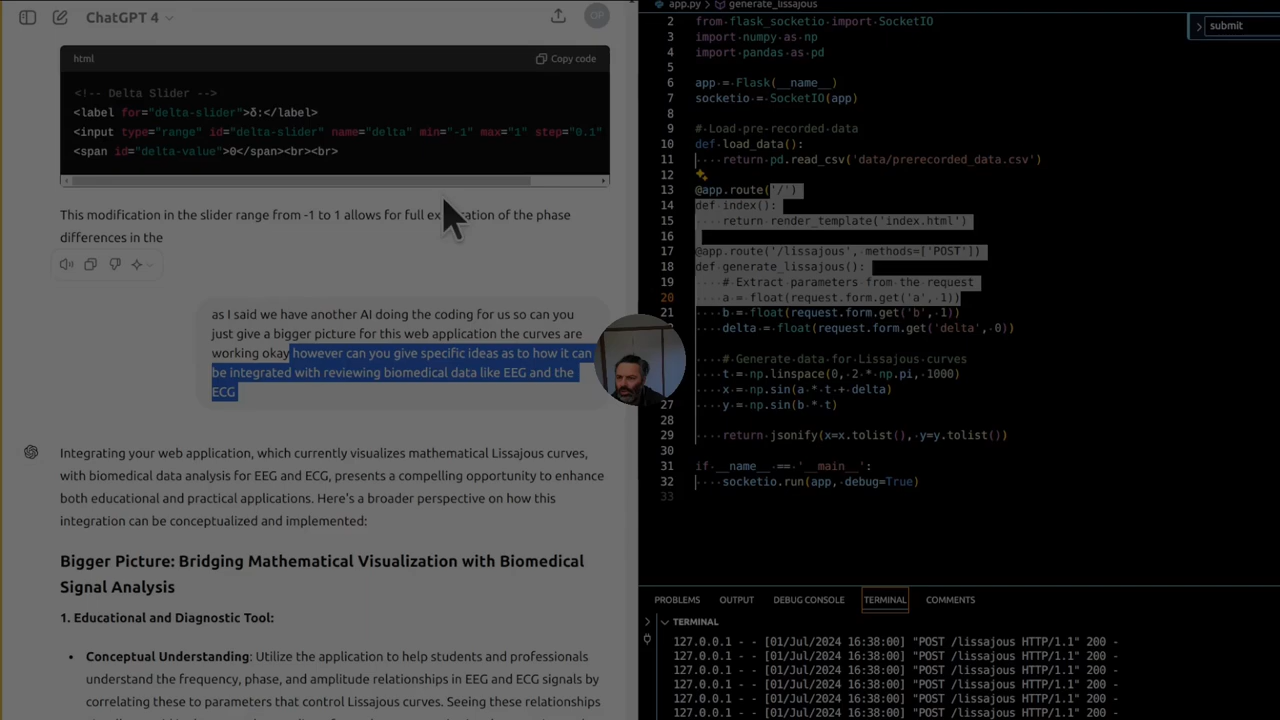 ChatGPT 4
OP
html
Copy code
<!-- Delta Slider -->
<label for="delta-slider">δ:</label>
<input type="range" id="delta-slider" name="delta" min="-1" max="1" step="0.1"
<span id="delta-value">0</span><br><br>
This modification in the slider range from -1 to 1 allows for full of the phase
differences in the
as I said we have another AI doing the coding for us so can you
just give a bigger picture for this web application the curves are
working okay however can you give specific ideas as to how it can
be integrated with reviewing biomedical data like EEG and the
ECG
Integrating your web application, which currently visualizes mathematical Lissajous curves,
with biomedical data analysis for EEG and ECG, presents a compelling opportunity to enhance
both educational and practical applications. Here's a broader perspective on how this
integration can be conceptualized and implemented:
Bigger Picture: Bridging Mathematical Visualization with Biomedical
Signal Analysis
1. Educational and Diagnostic Tool:
• Conceptual Understanding: Utilize the application to help students and professionals
understand the frequency, phase, and amplitude relationships in EEG and ECG signals by
correlating these to parameters that control Lissajous curves. Seeing these relationships
app.py > generate_lissajous
submit
2 from flask_socketio import SocketIO
3 import numpy as np
4 import pandas as pd
5
6 app = Flask(__name__)
7 socketio = SocketIO(app)
8
9 # Load pre-recorded data
10 def load_data():
11 return pd.read_csv('data/prerecorded_data.csv')
12
13 @app.route('/')
14 def index():
15 return render_template('index.html')
16
17 @app.route('/lissajous', methods=['POST'])
18 def generate_lissajous():
19 # Extract parameters from the request
20 a = float(request.form.get('a', 1))
21 b = float(request.form.get('b', 1))
22 delta = float(request.form.get('delta', 0))
# Generate data for Lissajous curves
t = np.linspace(0, 2 * np.pi, 1000)
x = np.sin(a * t + delta)
27 y = np.sin(b * t)
28
29 return jsonify(x=x.tolist(), y=y.tolist())
30
31 if __name__ == '__main__':
32 socketio.run(app, debug=True)
33
PROBLEMS OUTPUT DEBUG CONSOLE TERMINAL COMMENTS
TERMINAL
127.0.0.1 - - [01/Jul/2024 16:38:00] "POST /lissajous HTTP/1.1" 200 -
127.0.0.1 - - [01/Jul/2024 16:38:00] "POST /lissajous HTTP/1.1" 200 -
127.0.0.1 - - [01/Jul/2024 16:38:00] "POST /lissajous HTTP/1.1" 200 -
127.0.0.1 - - [01/Jul/2024 16:38:00] "POST /lissajous HTTP/1.1" 200 -
127.0.0.1 - - [01/Jul/2024 16:38:00] "POST /lissajous HTTP/1.1" 200 -
127.0.0.1 - - [01/Jul/2024 16:38:00] "POST /lissajous HTTP/1.1" 200 -